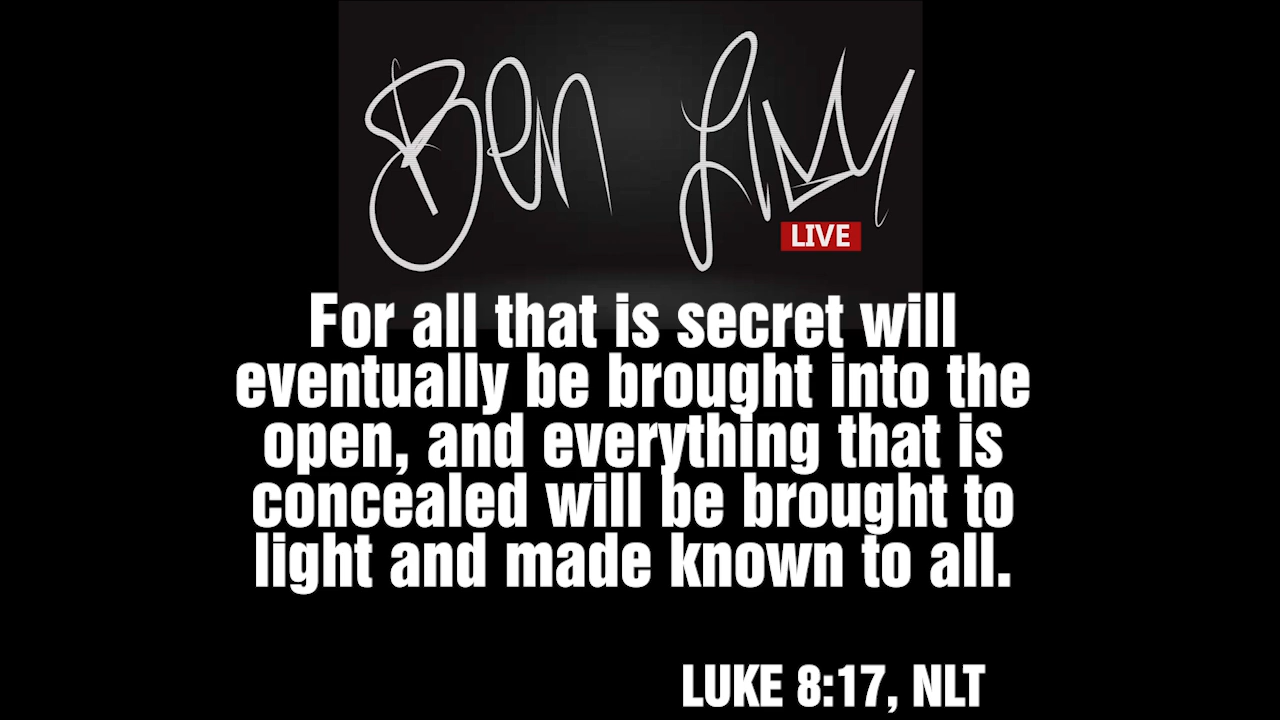 Ben Livy
LIVE
For all that is secret will
eventually be brought into the
open, and everything that is
concealed will be brought to
light and made known to all.
LUKE 8:17, NLT